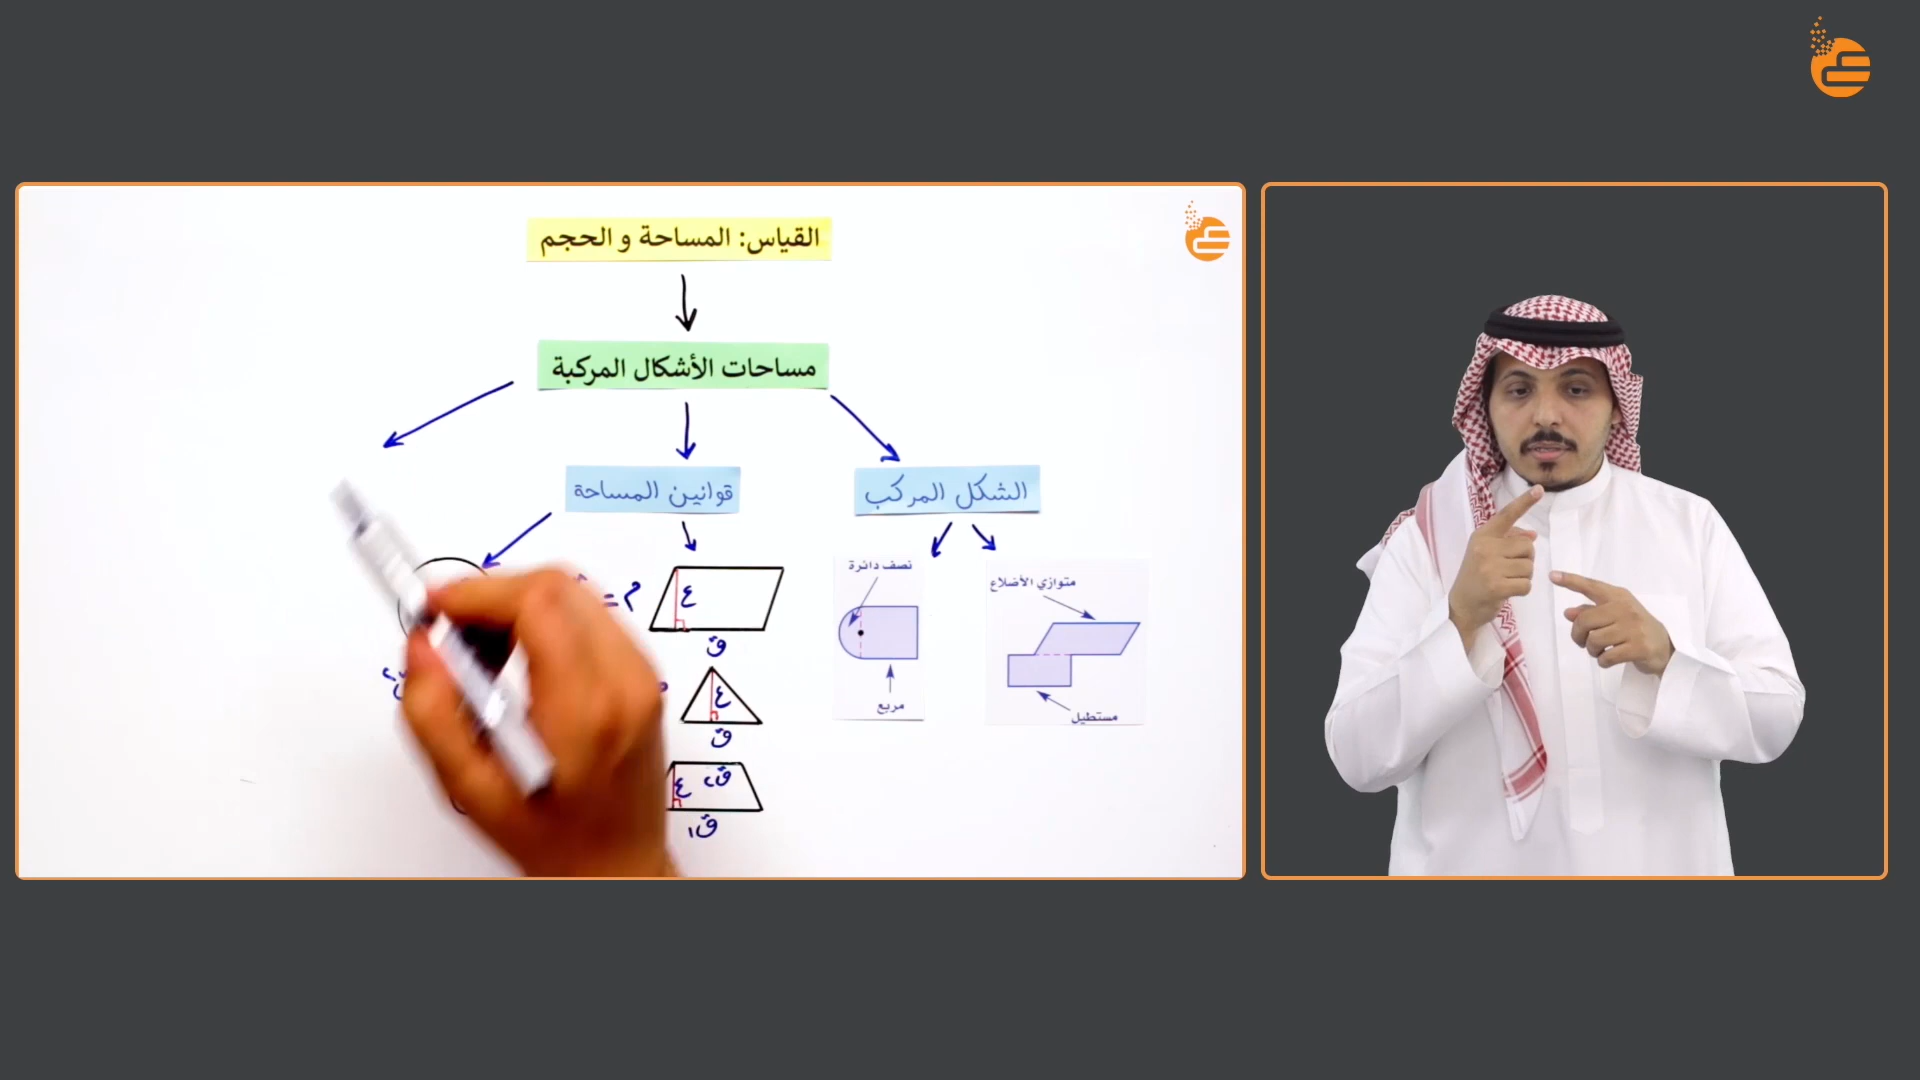 القياس: المساحة و الحجم
مساحات الأشكال المركبة
الشكل المركب
قوانين المساحة
متوازي الأضلاع
مستطيل
نصف دائرة
مربع
ع
ق
م =
ع
ق
ع
ق٢
ق١